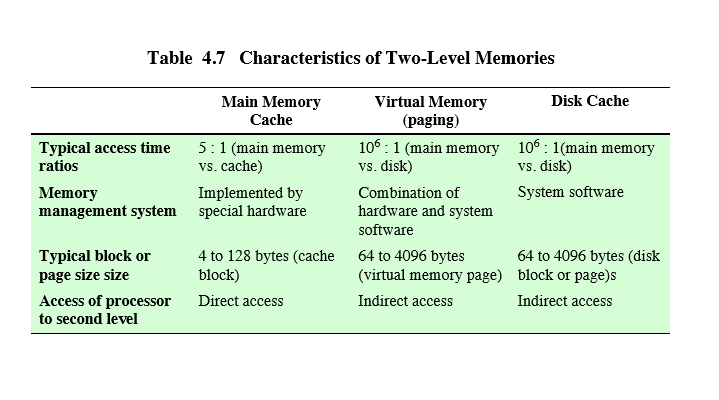 Table 4.7 Characteristics of Two-Level Memories
Main Memory Cache Virtual Memory (paging) Disk Cache
Typical access time ratios 5 : 1 (main memory vs. cache) 10⁶ : 1 (main memory vs. disk) 10⁶ : 1(main memory vs. disk)
Memory management system Implemented by special hardware Combination of hardware and system software System software
Typical block or page size size 4 to 128 bytes (cache block) 64 to 4096 bytes (virtual memory page) 64 to 4096 bytes (disk block or page)s
Access of processor to second level Direct access Indirect access Indirect access